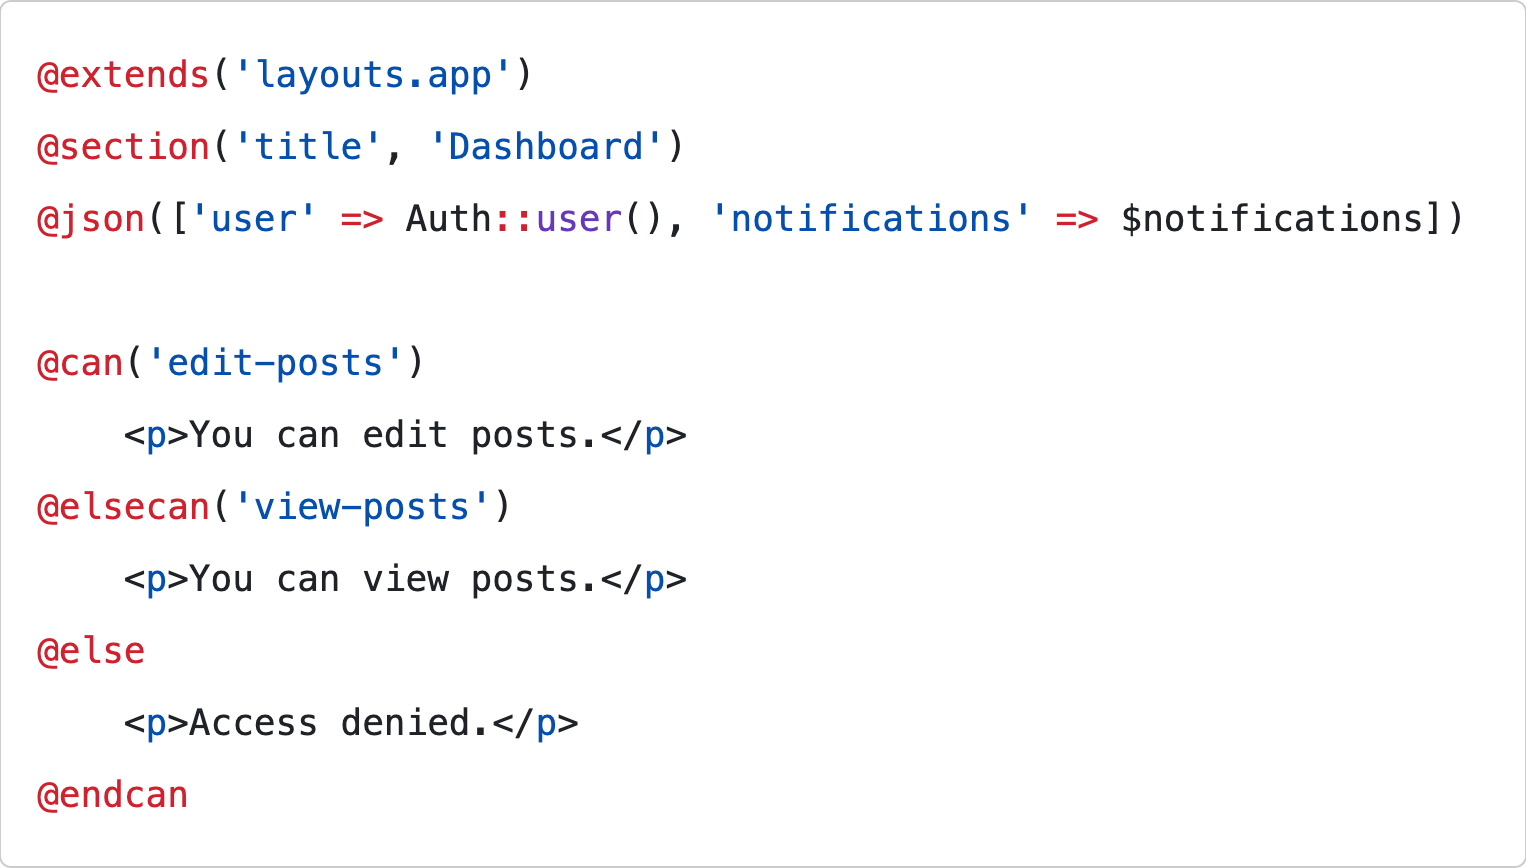 @extends('layouts.app')
@section('title', 'Dashboard')
@json(['user' => Auth::user(), 'notifications' => $notifications])

@can('edit-posts')
    <p>You can edit posts.</p>
@elsecan('view-posts')
    <p>You can view posts.</p>
@else
    <p>Access denied.</p>
@endcan